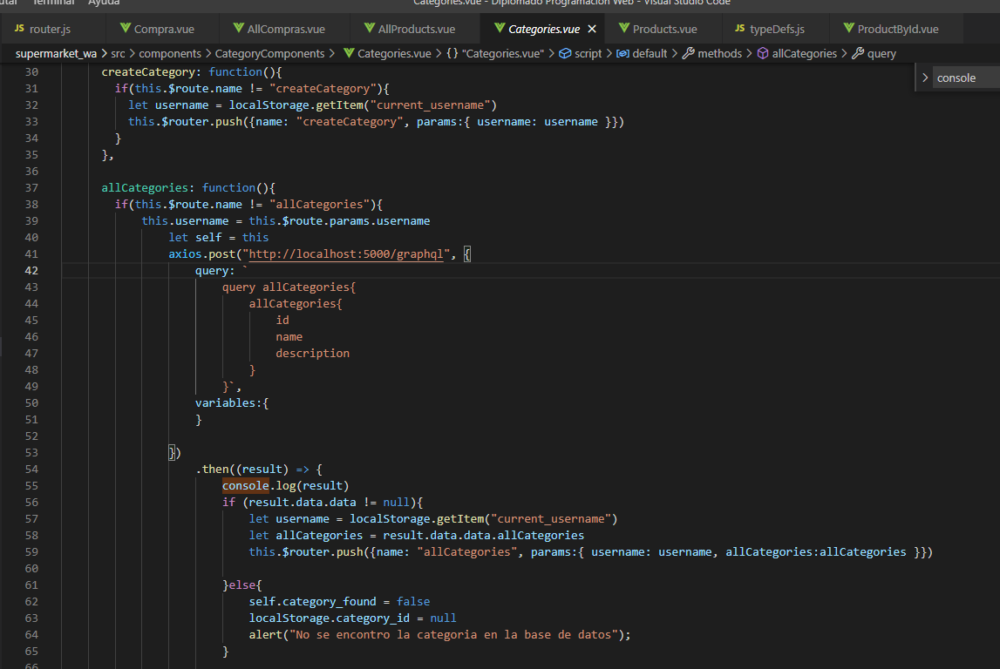 Terminal Ayuda Categories.vue - Diplomado Programación Web - Visual Studio Code
JS router.js Compra.vue AllCompras.vue AllProducts.vue Categories.vue × Products.vue JS typeDefs.js ProductById.vue
supermarket_wa > src > components > CategoryComponents > Categories.vue > {} "Categories.vue" > script > default > methods > allCategories > query
> console
30 createCategory: function(){
31 if(this.$route.name != "createCategory"){
32 let username = localStorage.getItem("current_username")
33 this.$router.push({name: "createCategory", params:{ username: username }})
34 }
35 },
36
37 allCategories: function(){
38 if(this.$route.name != "allCategories"){
39 this.username = this.$route.params.username
40 let self = this
41 axios.post("http://localhost:5000/graphql", {
42 query: `
43 query allCategories{
44 allCategories{
45 id
46 name
47 description
48 }
49 }`,
50 variables:{
51 }
52
53 })
54 .then((result) => {
55 console.log(result)
56 if (result.data.data != null){
57 let username = localStorage.getItem("current_username")
58 let allCategories = result.data.data.allCategories
59 this.$router.push({name: "allCategories", params:{ username: username, allCategories:allCategories }})
60
61 }else{
62 self.category_found = false
63 localStorage.category_id = null
64 alert("No se encontro la categoria en la base de datos");
65 }
66